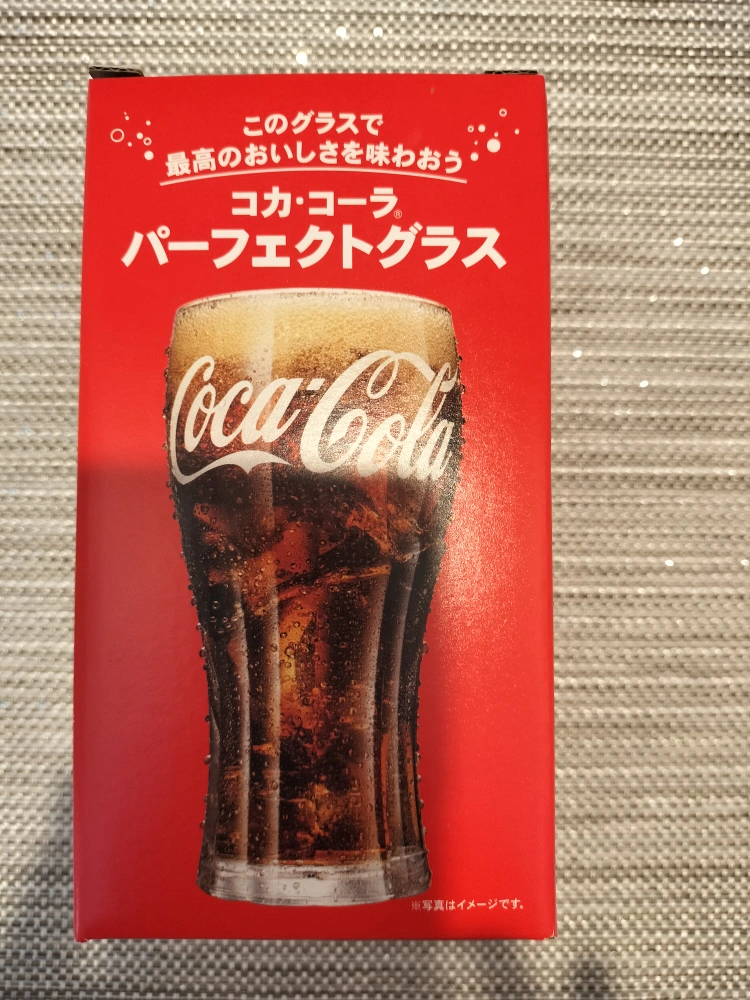 このグラスで
最高のおいしさを味わおう
コカ・コーラ®
パーフェクトグラス
Coca-Cola
※写真はイメージです。